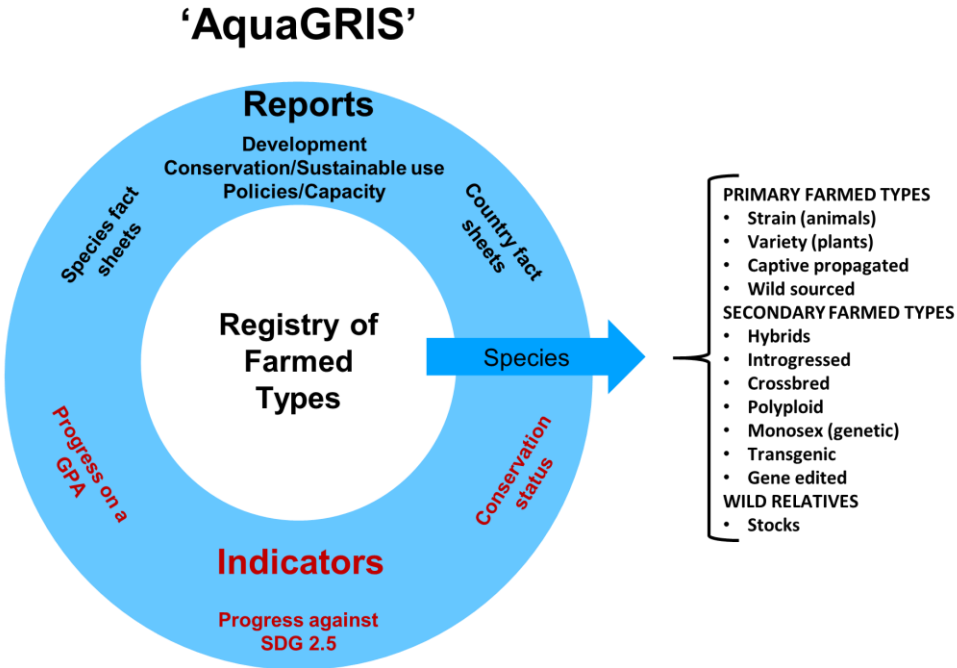 'AquaGRIS'
Reports
Development
Conservation/Sustainable use
Policies/Capacity
Species fact
sheets
Country fact
sheets
Registry of
Farmed
Types
Species
Progress on a
GPA
Conservation
status
Indicators
Progress against
SDG 2.5
PRIMARY FARMED TYPES
• Strain (animals)
• Variety (plants)
• Captive propagated
• Wild sourced
SECONDARY FARMED TYPES
• Hybrids
• Introgressed
• Crossbred
• Polyploid
• Monosex (genetic)
• Transgenic
• Gene edited
WILD RELATIVES
• Stocks